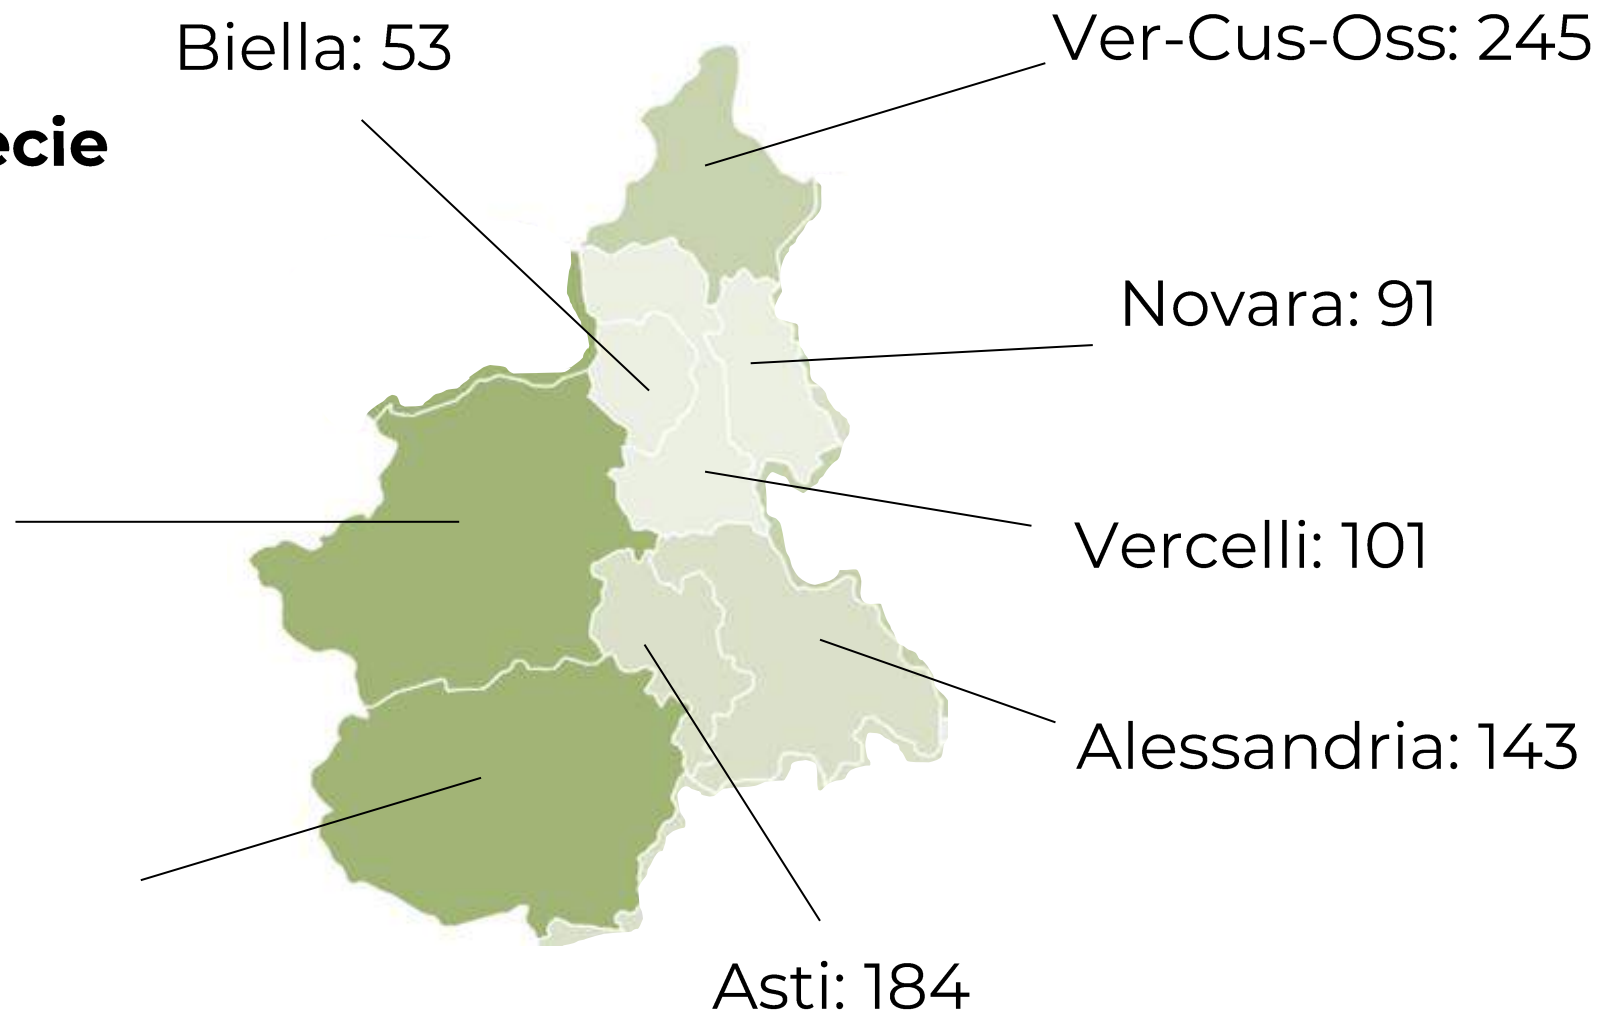 Biella: 53
Ver-Cus-Oss: 245
ecie
Novara: 91
Vercelli: 101
Alessandria: 143
Asti: 184